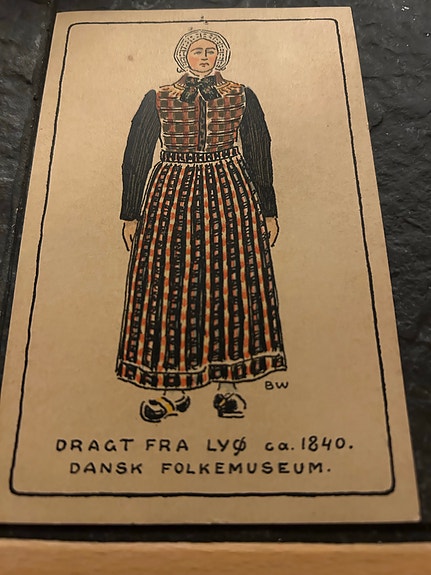 BW
DRAGT FRA LYØ ca. 1840.
DANSK FOLKEMUSEUM.